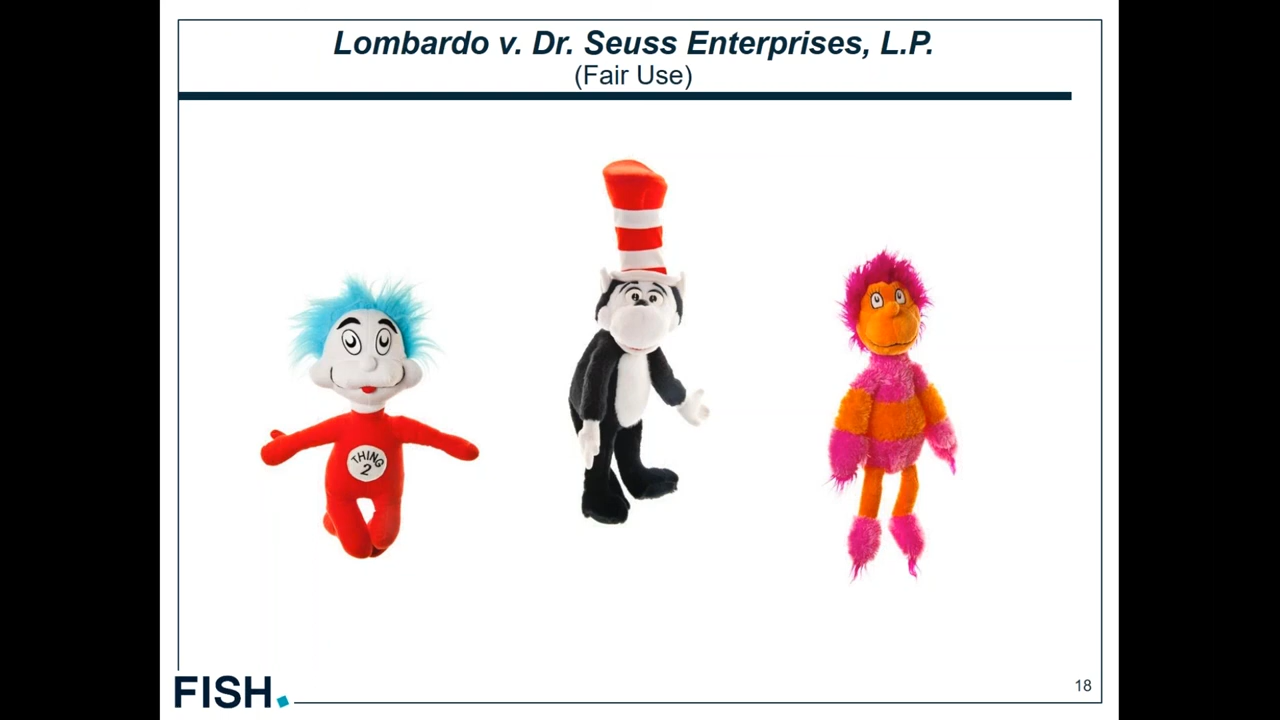 Lombardo v. Dr. Seuss Enterprises, L.P.
(Fair Use)
THING
2
FISH.
18